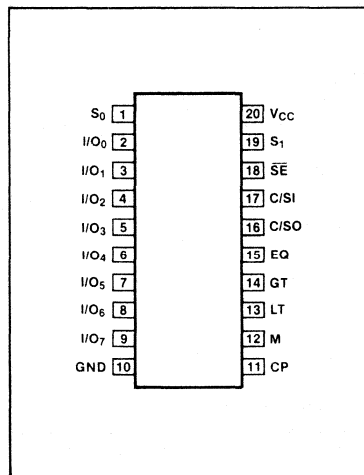 S₀ 1 20 VCC
I/O₀ 2 19 S₁
I/O₁ 3 18 S̅E̅
I/O₂ 4 17 C/SI
I/O₃ 5 16 C/SO
I/O₄ 6 15 EQ
I/O₅ 7 14 GT
I/O₆ 8 13 LT
I/O₇ 9 12 M
GND 10 11 CP